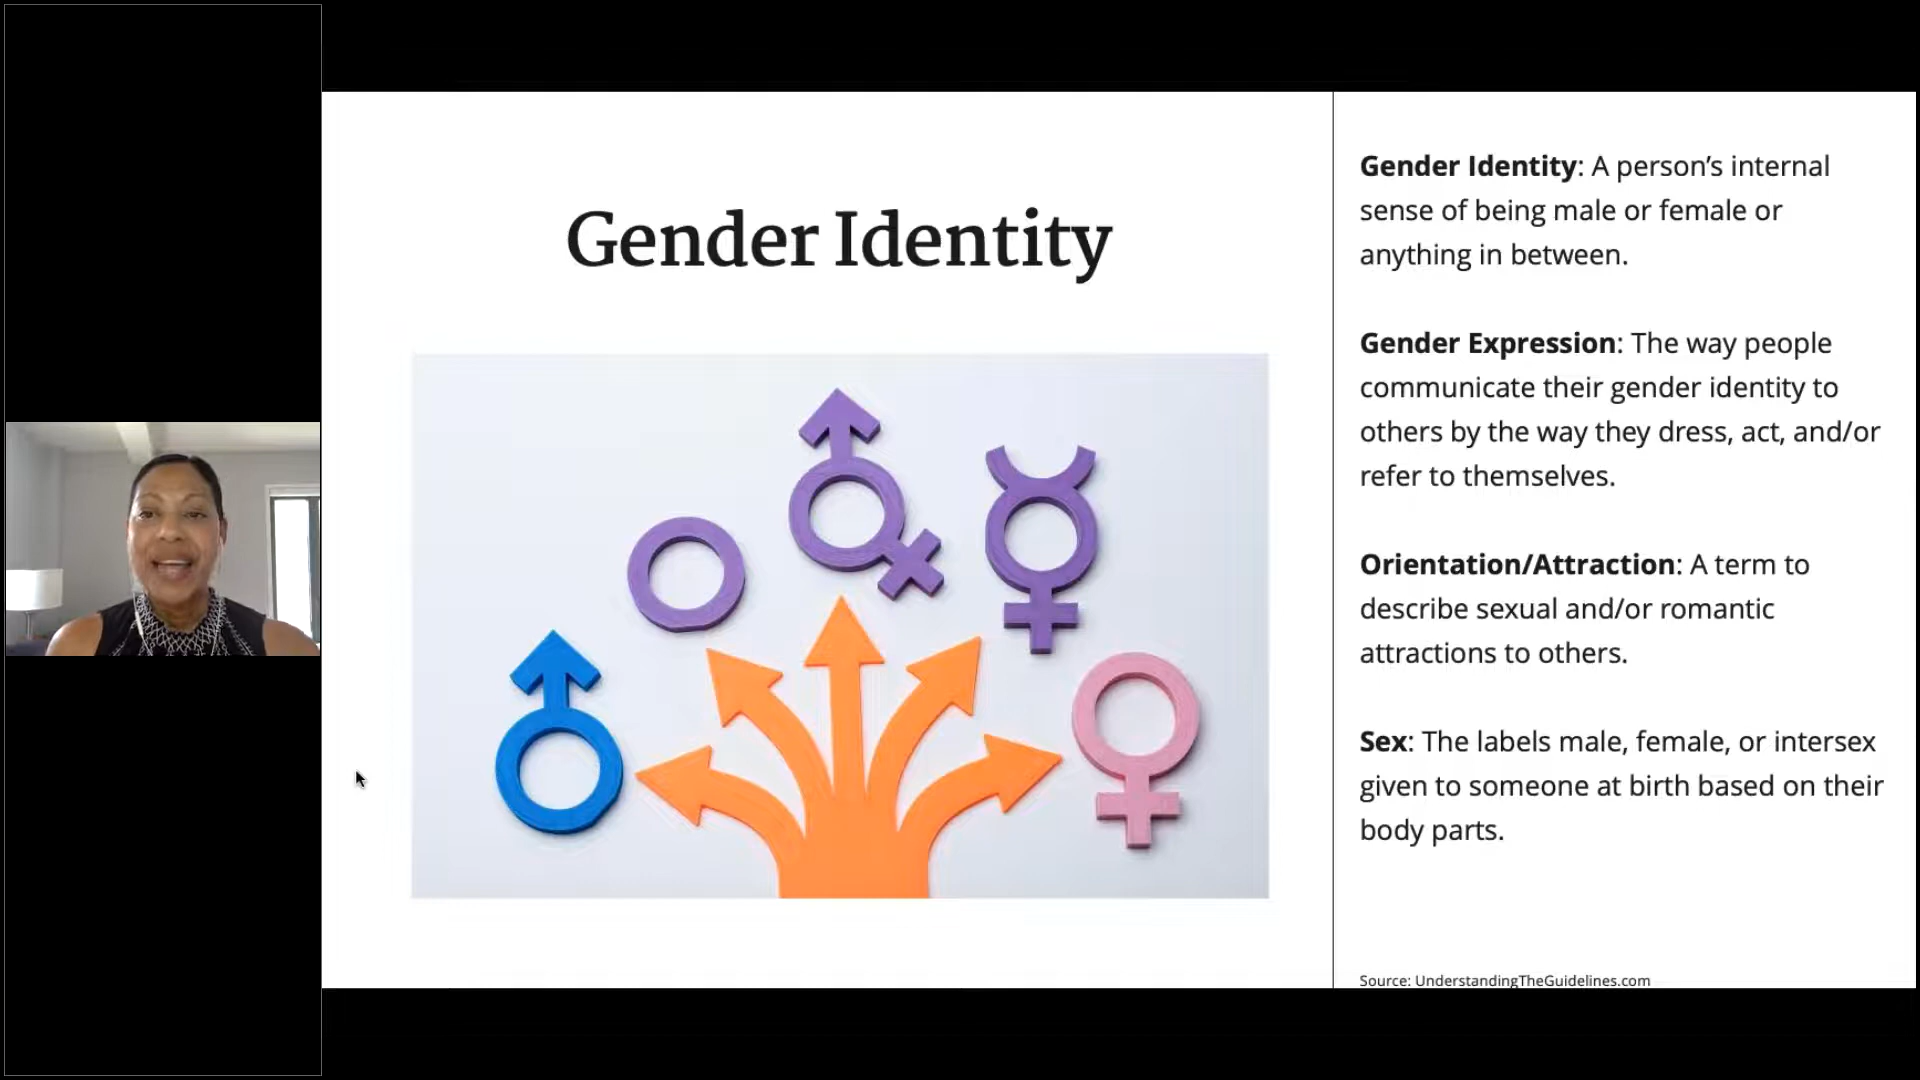 Gender Identity
Gender Identity: A person’s internal
sense of being male or female or
anything in between.
Gender Expression: The way people
communicate their gender identity to
others by the way they dress, act, and/or
refer to themselves.
Orientation/Attraction: A term to
describe sexual and/or romantic
attractions to others.
Sex: The labels male, female, or intersex
given to someone at birth based on their
body parts.
Source: UnderstandingTheGuidelines.com